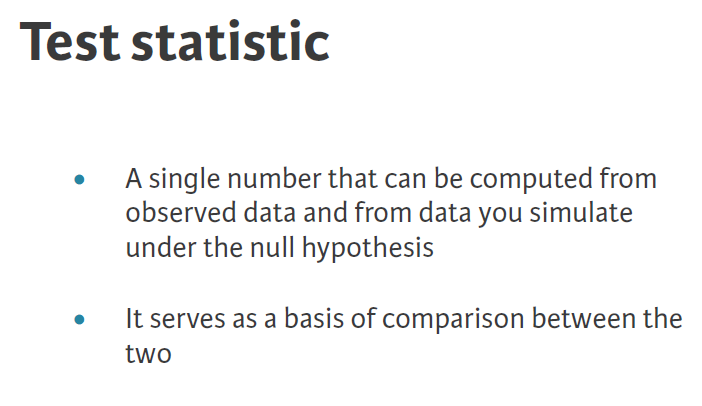 Test statistic
• A single number that can be computed from
observed data and from data you simulate
under the null hypothesis
• It serves as a basis of comparison between the
two